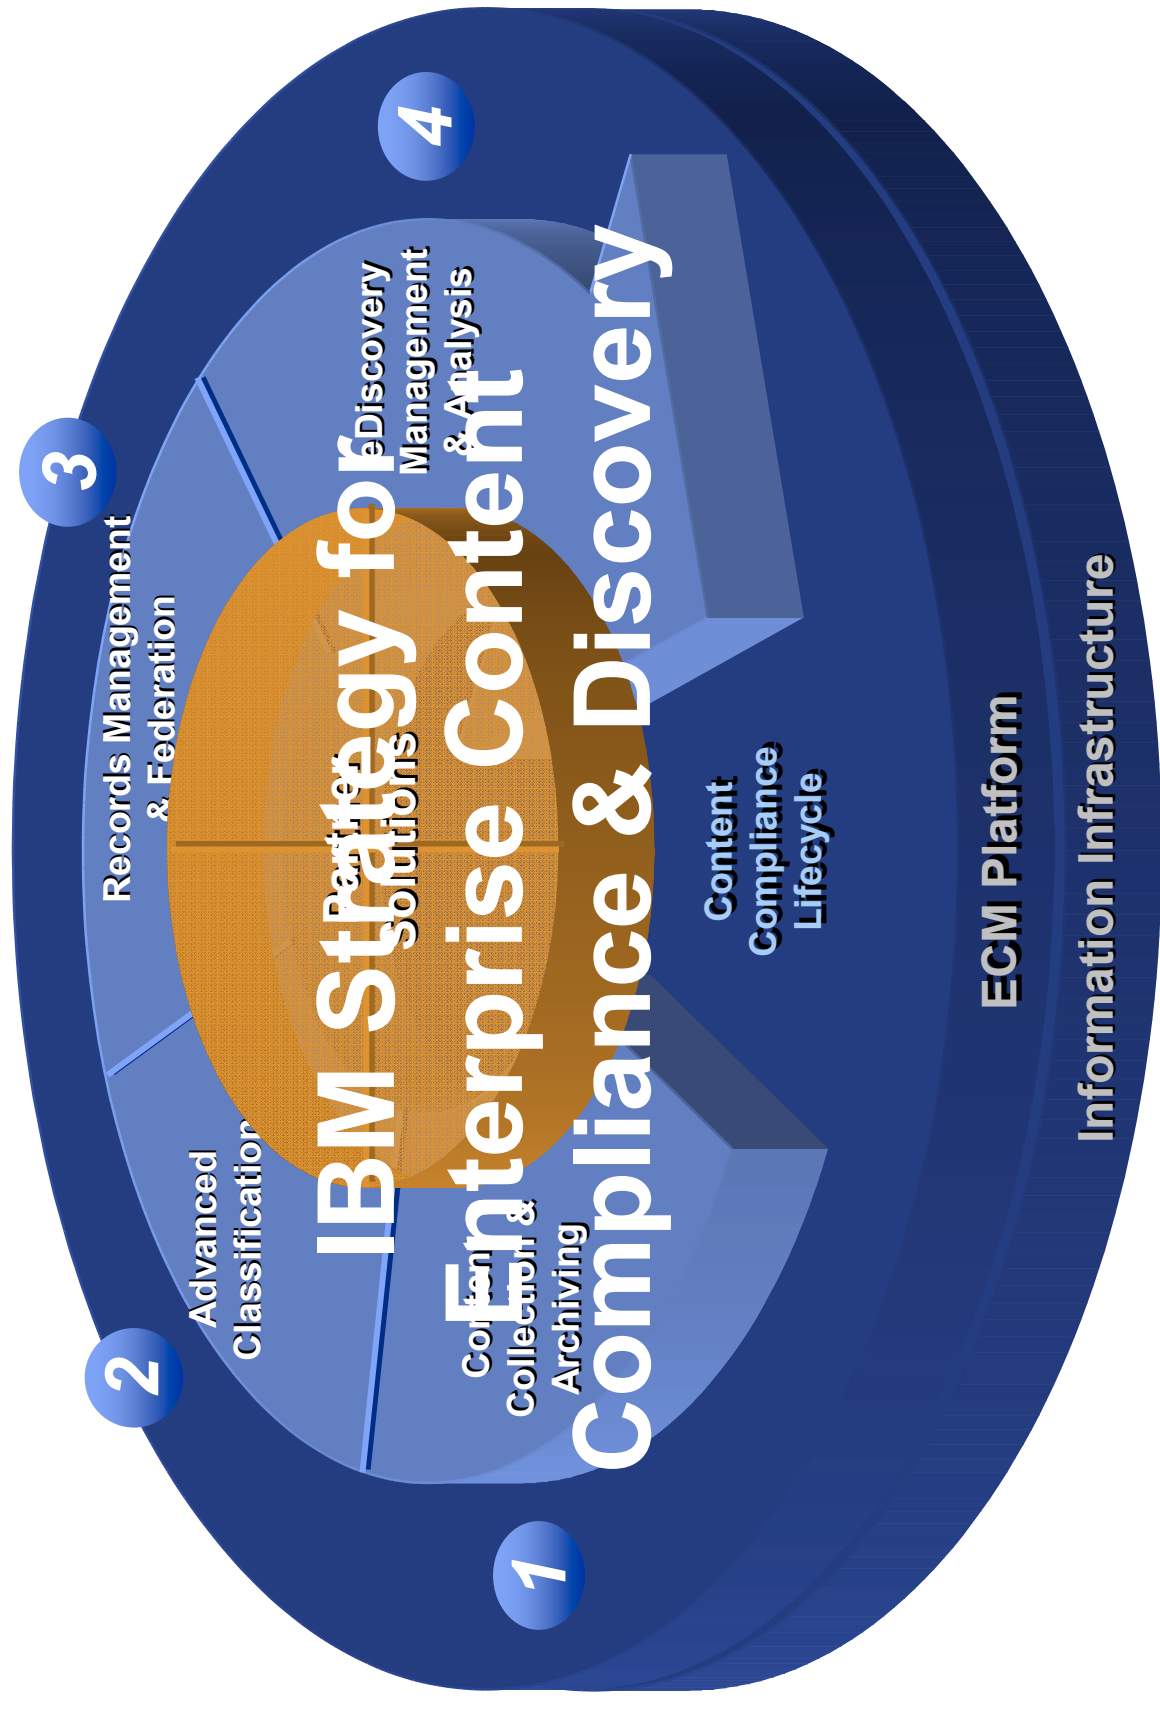 IBM Strategy for
Enterprise Content
Compliance & Discovery
1
Content
Collection &
Archiving
2
Advanced
Classification
3
Records Management
& Federation
4
eDiscovery
Management
& Analysis
Partner
Solutions
Content
Compliance
Lifecycle
ECM Platform
Information Infrastructure